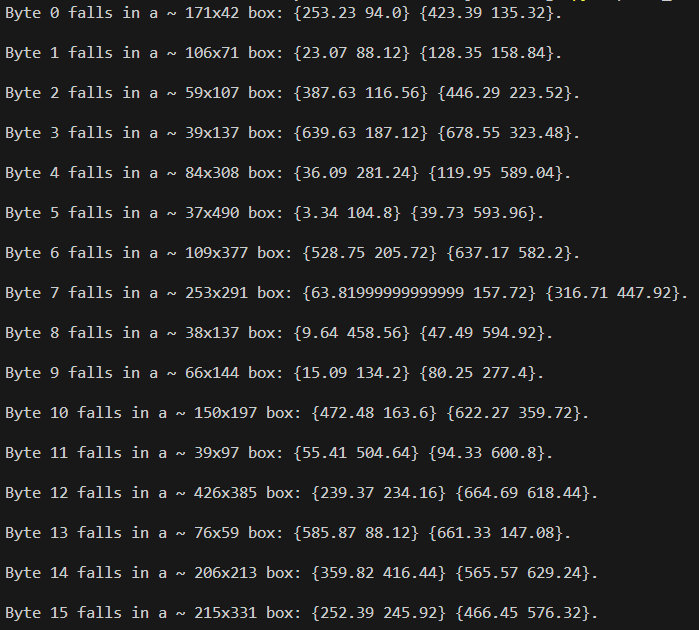 Byte 0 falls in a ~ 171x42 box: {253.23 94.0} {423.39 135.32}.
Byte 1 falls in a ~ 106x71 box: {23.07 88.12} {128.35 158.84}.
Byte 2 falls in a ~ 59x107 box: {387.63 116.56} {446.29 223.52}.
Byte 3 falls in a ~ 39x137 box: {639.63 187.12} {678.55 323.48}.
Byte 4 falls in a ~ 84x308 box: {36.09 281.24} {119.95 589.04}.
Byte 5 falls in a ~ 37x490 box: {3.34 104.8} {39.73 593.96}.
Byte 6 falls in a ~ 109x377 box: {528.75 205.72} {637.17 582.2}.
Byte 7 falls in a ~ 253x291 box: {63.81999999999999 157.72} {316.71 447.92}.
Byte 8 falls in a ~ 38x137 box: {9.64 458.56} {47.49 594.92}.
Byte 9 falls in a ~ 66x144 box: {15.09 134.2} {80.25 277.4}.
Byte 10 falls in a ~ 150x197 box: {472.48 163.6} {622.27 359.72}.
Byte 11 falls in a ~ 39x97 box: {55.41 504.64} {94.33 600.8}.
Byte 12 falls in a ~ 426x385 box: {239.37 234.16} {664.69 618.44}.
Byte 13 falls in a ~ 76x59 box: {585.87 88.12} {661.33 147.08}.
Byte 14 falls in a ~ 206x213 box: {359.82 416.44} {565.57 629.24}.
Byte 15 falls in a ~ 215x331 box: {252.39 245.92} {466.45 576.32}.